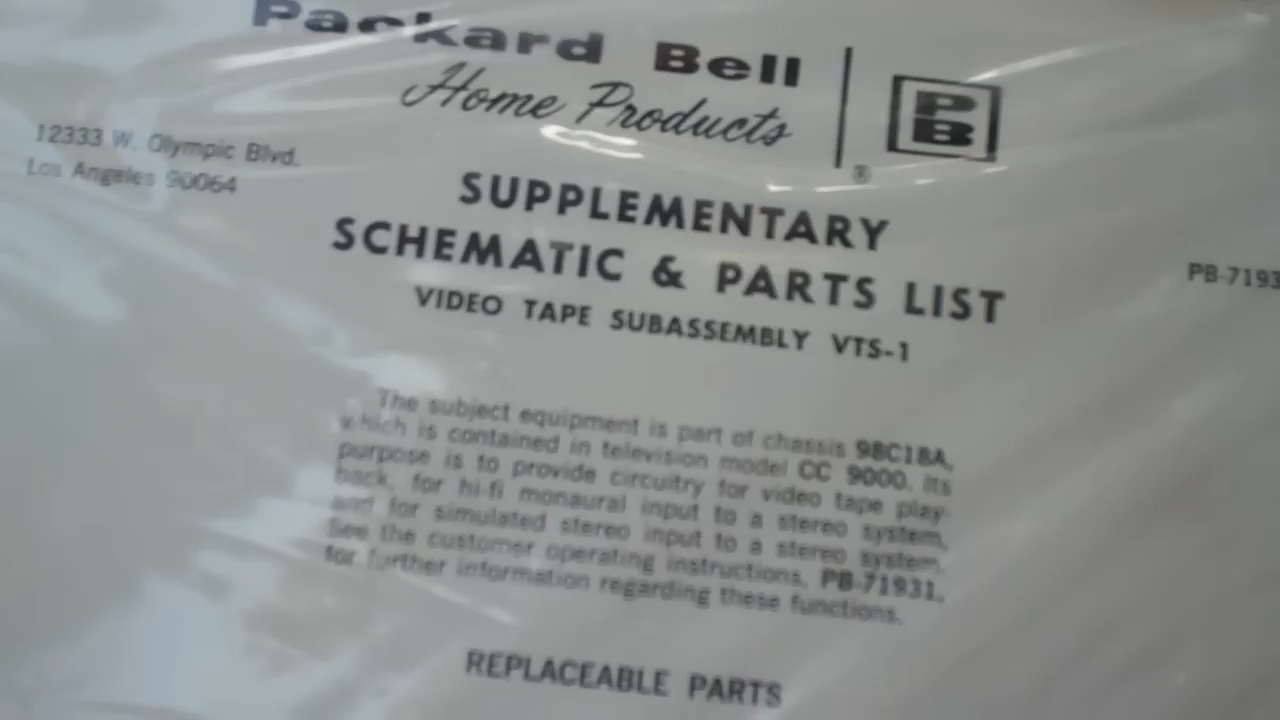 Packard Bell
Home Products
PB
®
12333 W. Olympic Blvd.
Los Angeles 90064
SUPPLEMENTARY
SCHEMATIC & PARTS LIST
PB-7193
VIDEO TAPE SUBASSEMBLY VTS-1
The subject equipment is part of chassis 98C18A,
which is contained in television model CC 9000. Its
purpose is to provide circuitry for video tape play-
back, for hi-fi monaural input to a stereo system,
and for simulated stereo input to a stereo system.
See the customer operating instructions, PB-71931,
for further information regarding these functions.
REPLACEABLE PARTS